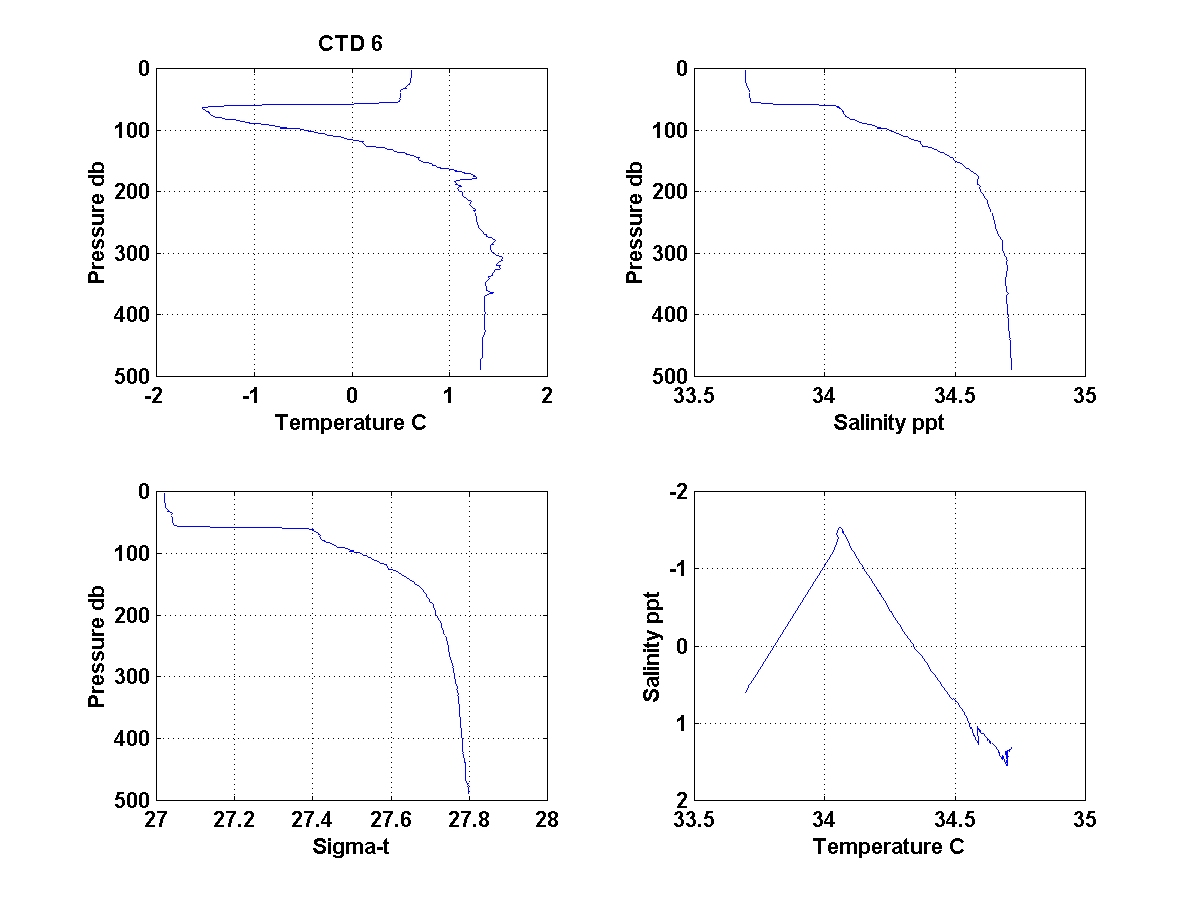 CTD 6
0
100
200
300
400
500
-2 -1 0 1 2
Pressure db
Temperature C
0
100
200
300
400
500
33.5 34 34.5 35
Pressure db
Salinity ppt
0
100
200
300
400
500
27 27.2 27.4 27.6 27.8 28
Pressure db
Sigma-t
-2
-1
0
1
2
33.5 34 34.5 35
Salinity ppt
Temperature C